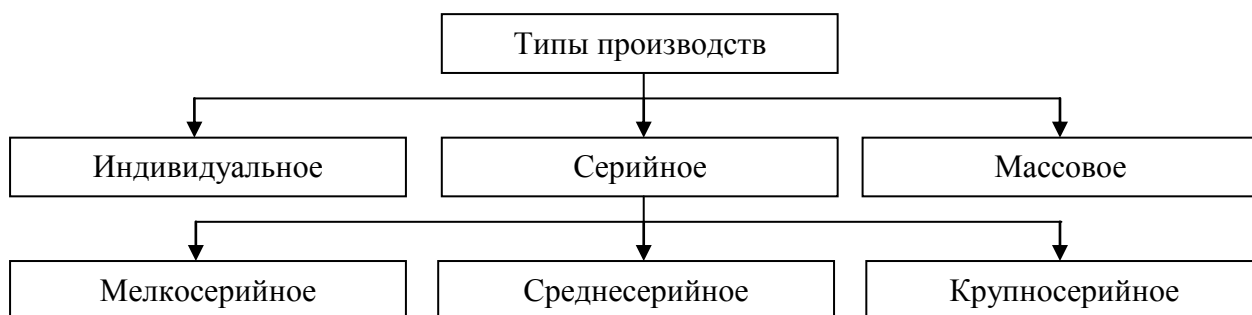 Типы производств
Индивидуальное
Серийное
Массовое
Мелкосерийное
Среднесерийное
Крупносерийное